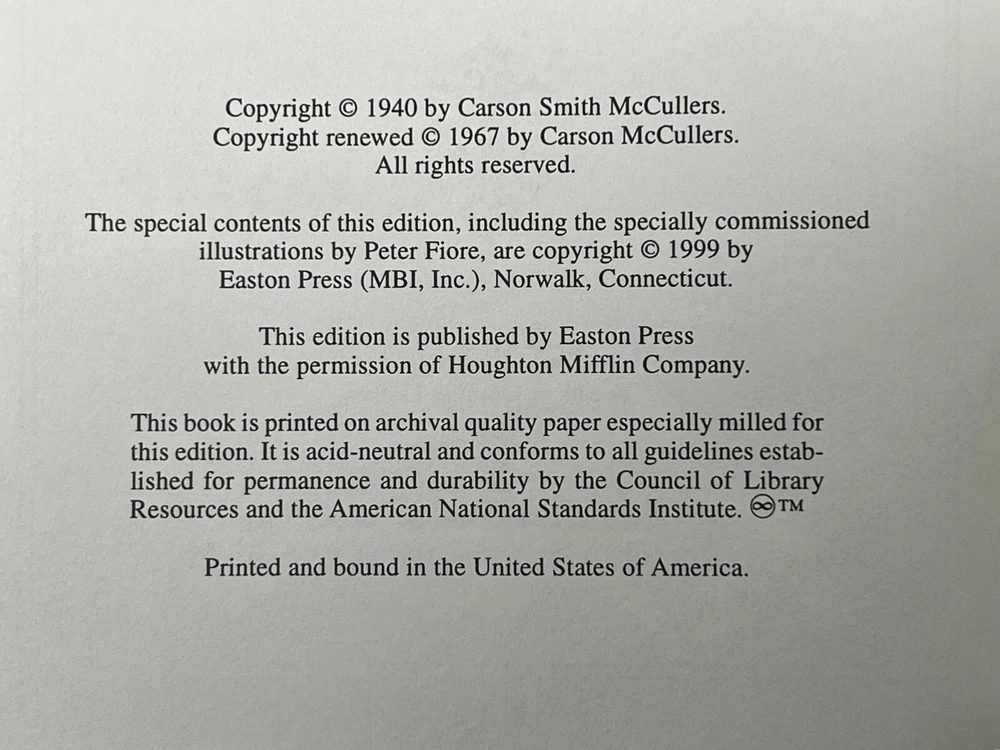 Copyright © 1940 by Carson Smith McCullers.
Copyright renewed © 1967 by Carson McCullers.
All rights reserved.
The special contents of this edition, including the specially commissioned
illustrations by Peter Fiore, are copyright © 1999 by
Easton Press (MBI, Inc.), Norwalk, Connecticut.
This edition is published by Easton Press
with the permission of Houghton Mifflin Company.
This book is printed on archival quality paper especially milled for
this edition. It is acid-neutral and conforms to all guidelines estab-
lished for permanence and durability by the Council of Library
Resources and the American National Standards Institute. ♾™
Printed and bound in the United States of America.